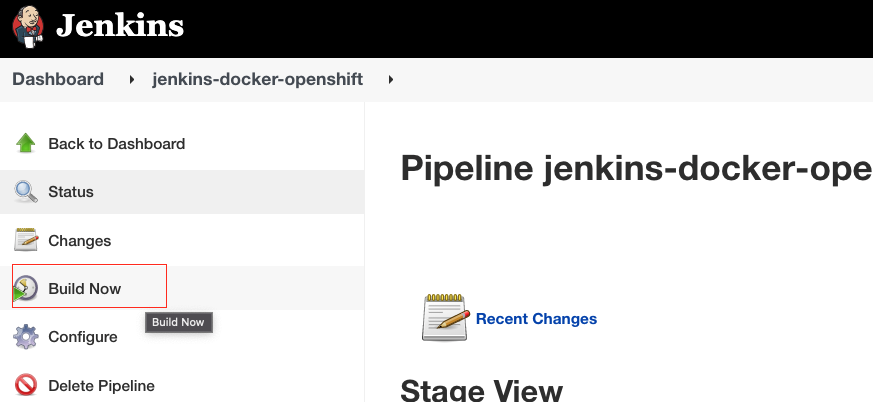 Jenkins
Dashboard jenkins-docker-openshift
Back to Dashboard
Status
Changes
Build Now
Build Now
Configure
Delete Pipeline
Pipeline jenkins-docker-ope
Recent Changes
Stage View